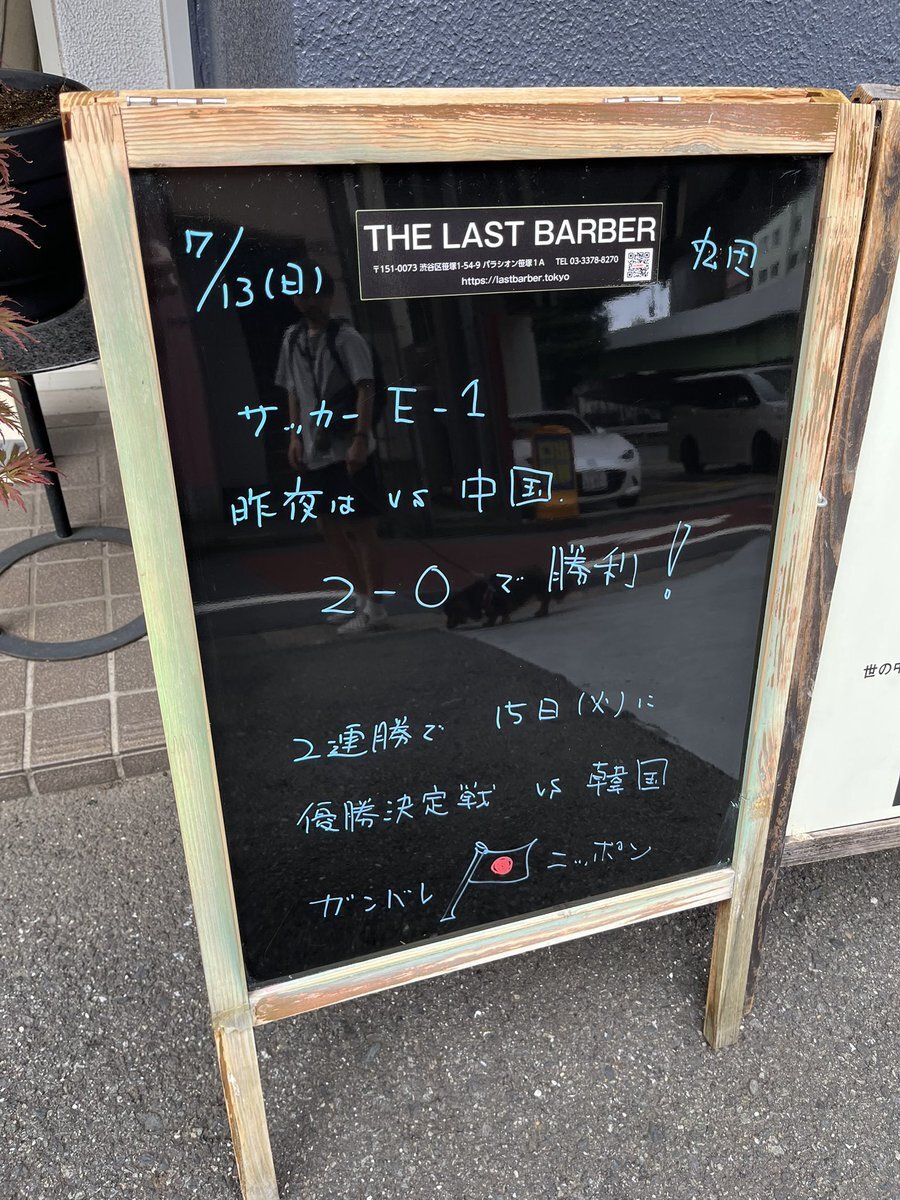 THE LAST BARBER
〒151-0073 渋谷区笹塚1-54-9 パラシオン笹塚1A TEL 03-3378-8270
https://lastbarber.tokyo
7/13(日)
サッカー E-1
昨夜は vs 中国.
2-0 で 勝利!
2連勝で 15日(火)に
優勝決定戦 vs 韓国
ガンバレ ニッポン
世の中